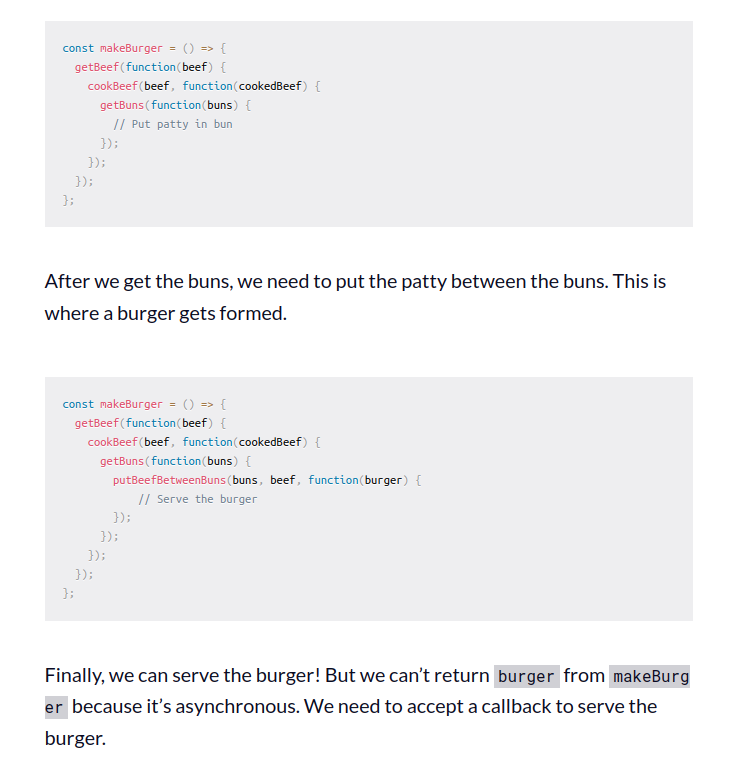 const makeBurger = () => {
  getBeef(function(beef) {
    cookBeef(beef, function(cookedBeef) {
      getBuns(function(buns) {
        // Put patty in bun
      });
    });
  });
};
After we get the buns, we need to put the patty between the buns. This is
where a burger gets formed.
const makeBurger = () => {
  getBeef(function(beef) {
    cookBeef(beef, function(cookedBeef) {
      getBuns(function(buns) {
        putBeefBetweenBuns(buns, beef, function(burger) {
            // Serve the burger
        });
      });
    });
  });
};
Finally, we can serve the burger! But we can’t return burger from makeBurg
er because it’s asynchronous. We need to accept a callback to serve the
burger.